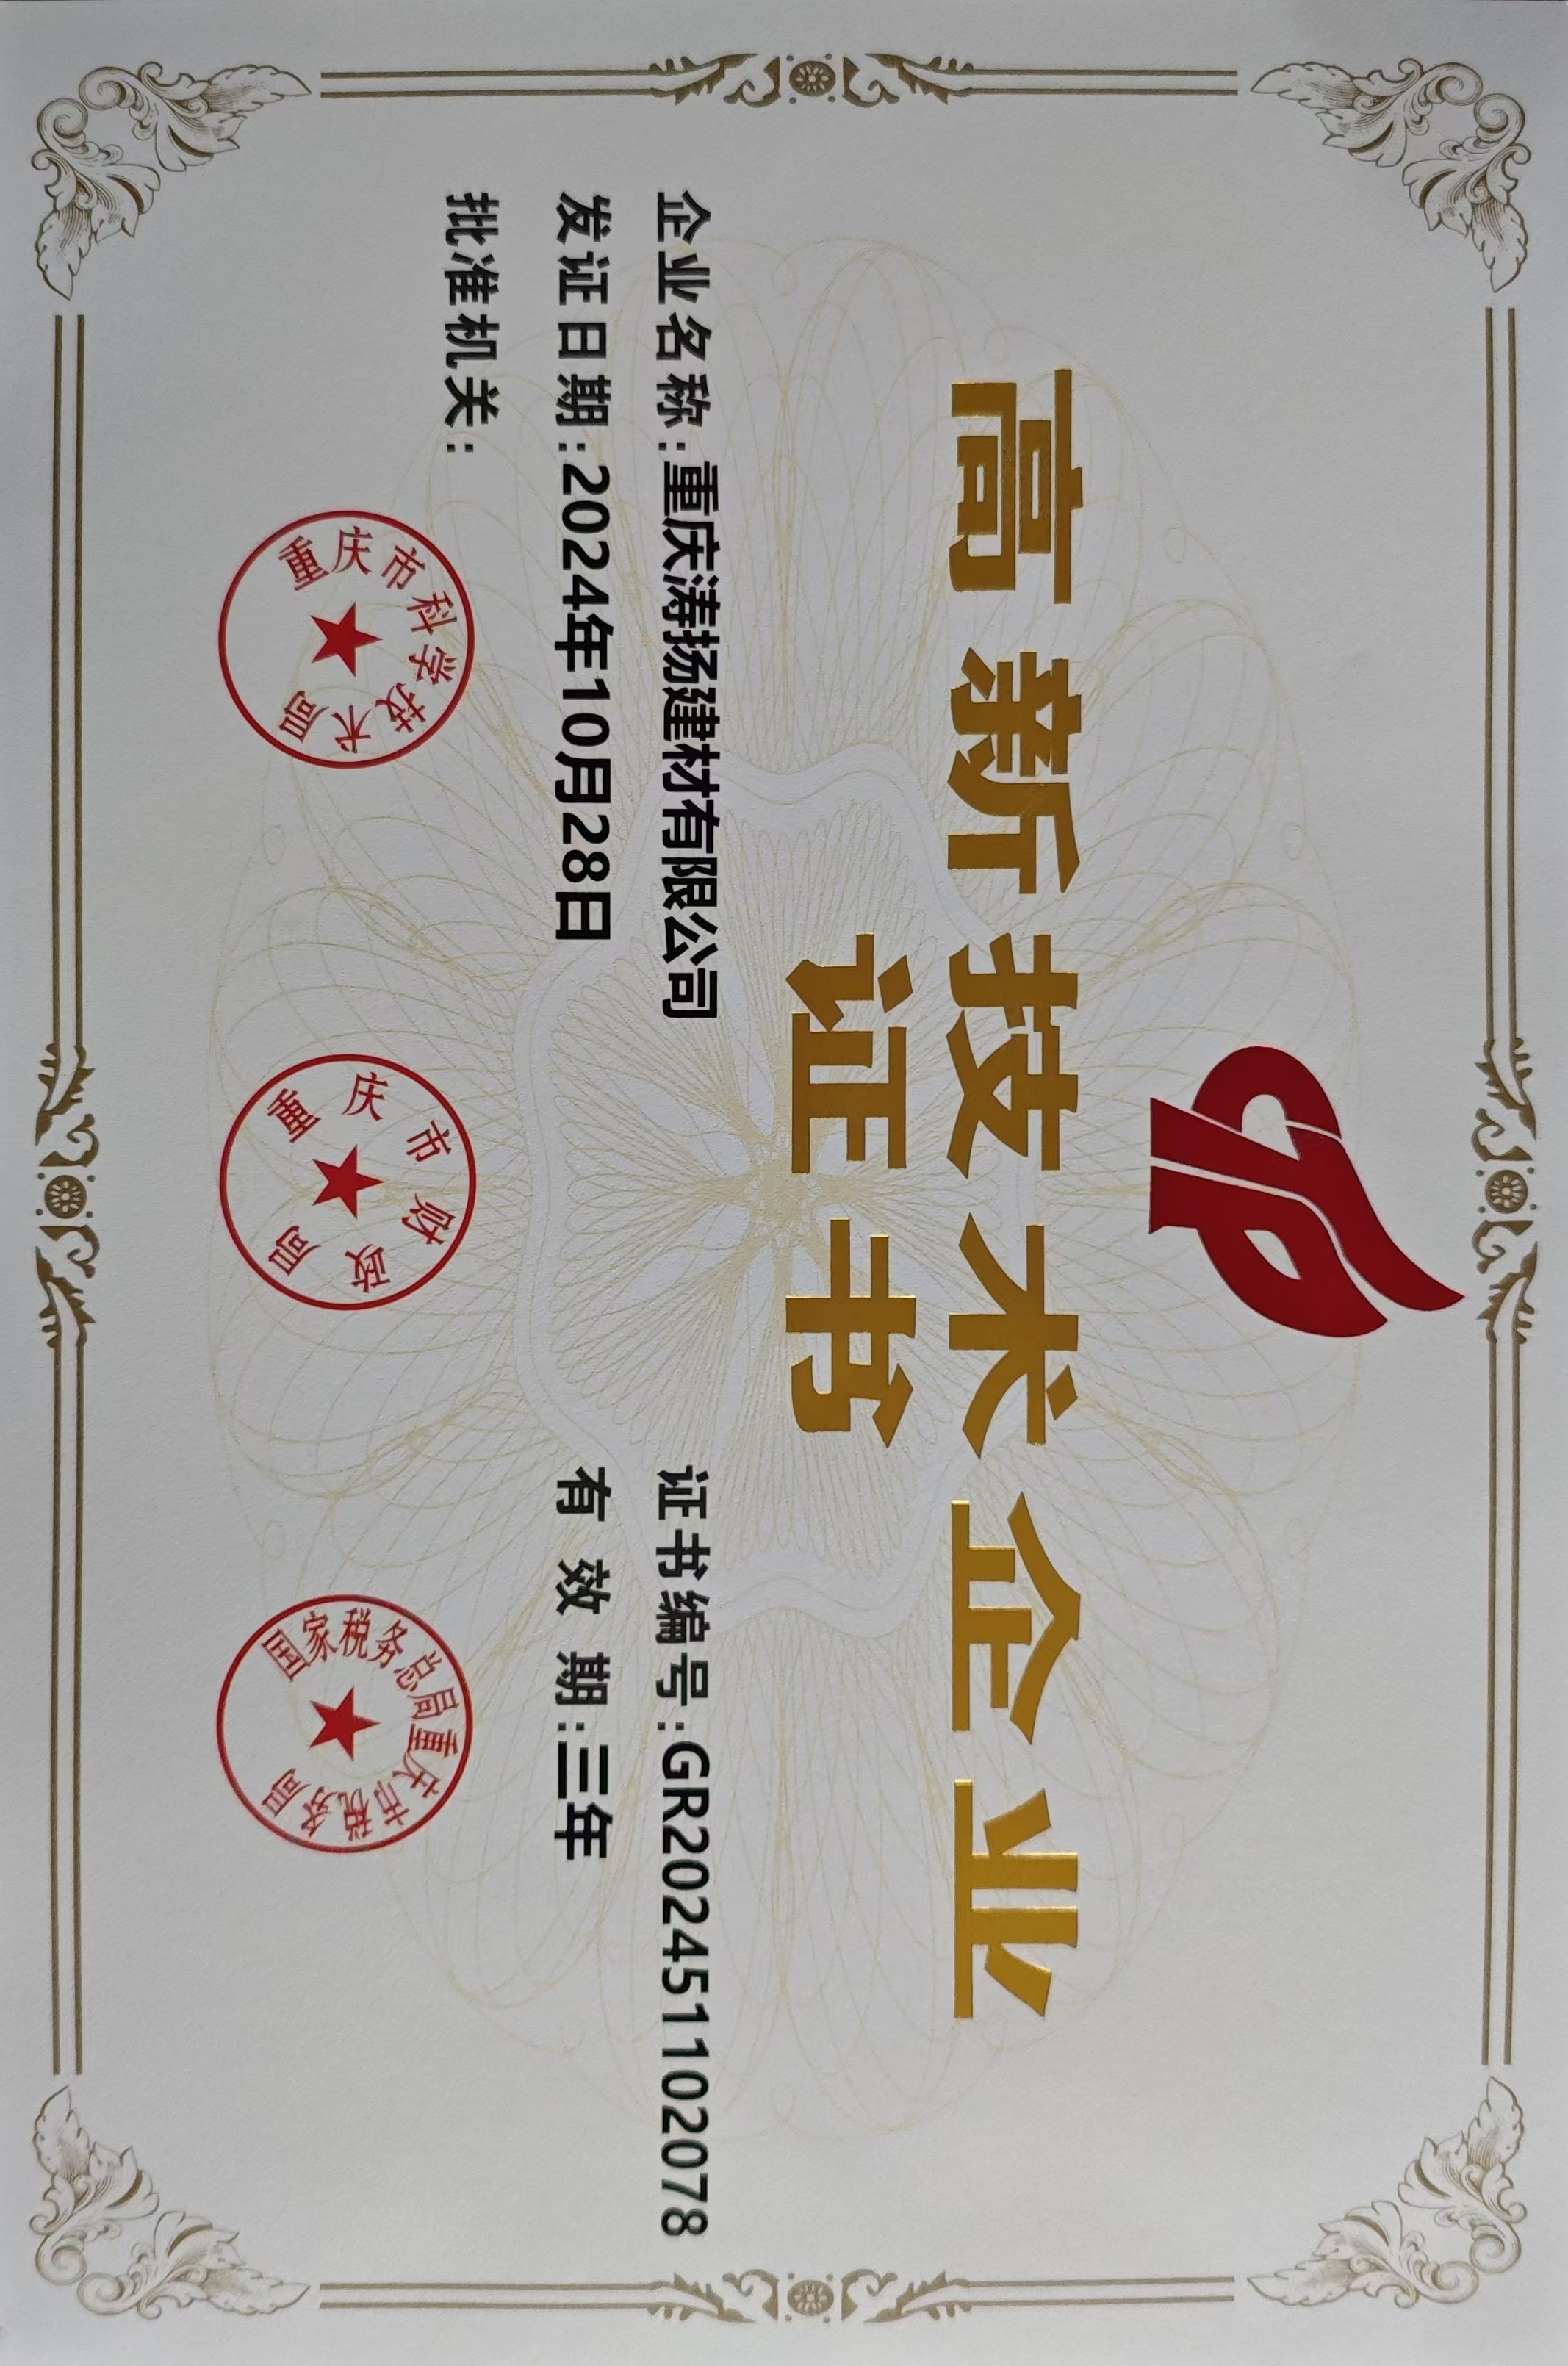 高新技术企业
证书
企业名称:重庆涛扬建材有限公司
证书编号:GR202451102078
发证日期:2024年10月28日
有效期:三年
批准机关:
重庆市科学技术局
重庆市财政局
国家税务总局重庆市税务局